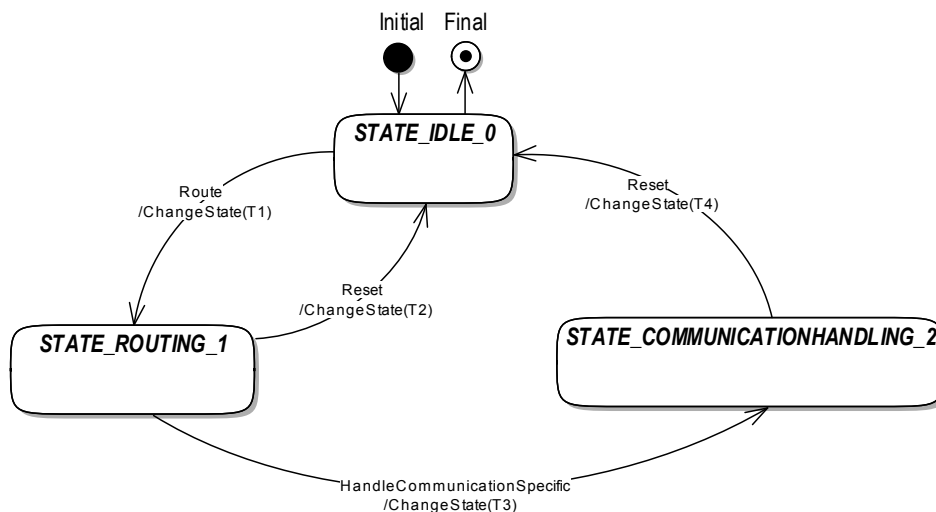 Initial
Final
STATE_IDLE_0
Route
/ChangeState(T1)
Reset
/ChangeState(T4)
Reset
/ChangeState(T2)
STATE_ROUTING_1
STATE_COMMUNICATIONHANDLING_2
HandleCommunicationSpecific
/ChangeState(T3)